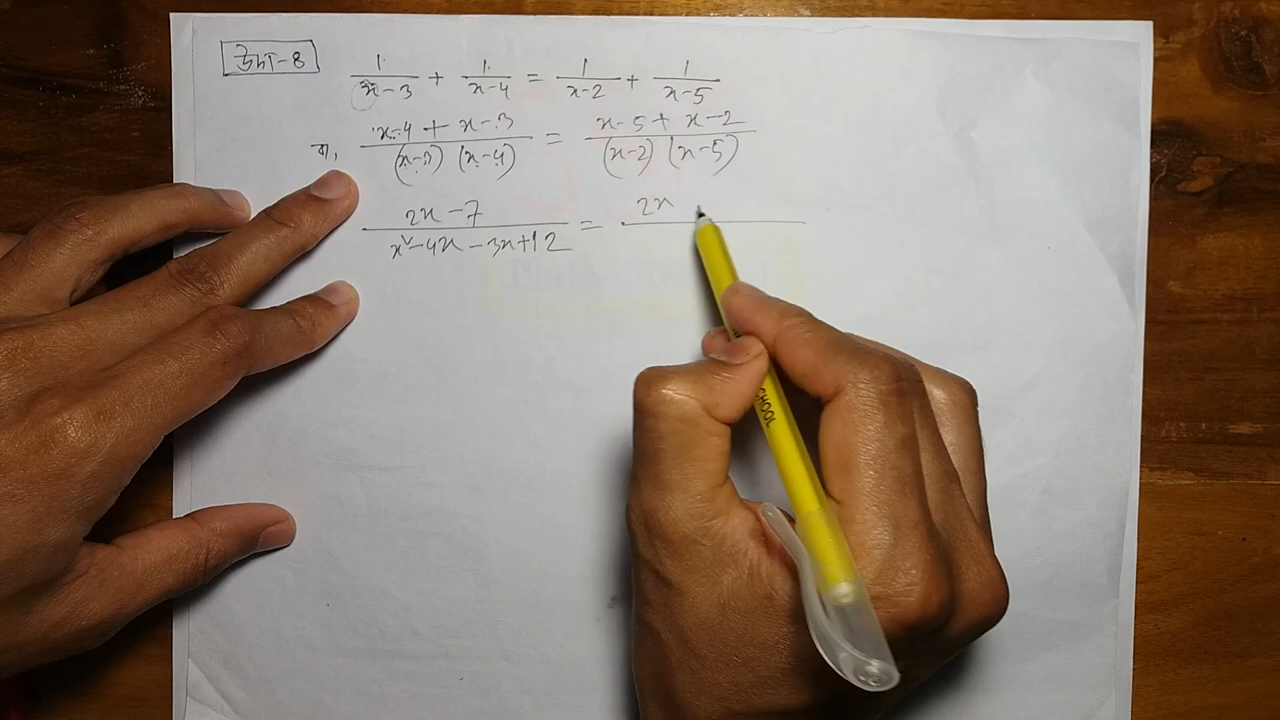 উদা-৪
1/(x-3) + 1/(x-4) = 1/(x-2) + 1/(x-5)
বা, (x-4 + x-3)/((x-3) (x-4)) = (x-5 + x-2)/((x-2) (x-5))
(2x-7)/(x²-4x-3x+12) = 2x
SCHOOL